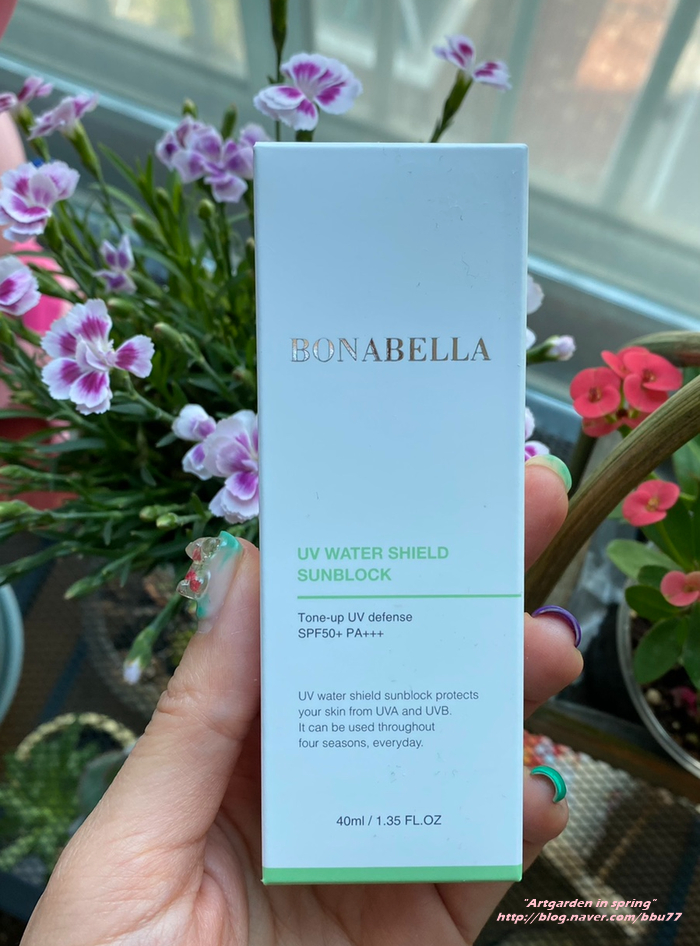 BONABELLA
UV WATER SHIELD
SUNBLOCK
Tone-up UV defense
SPF50+ PA+++
UV water shield sunblock protects
your skin from UVA and UVB.
It can be used throughout
four seasons, everyday.
40ml / 1.35 FL.OZ
"Artgarden in spring"
http://blog.naver.com/bbu77